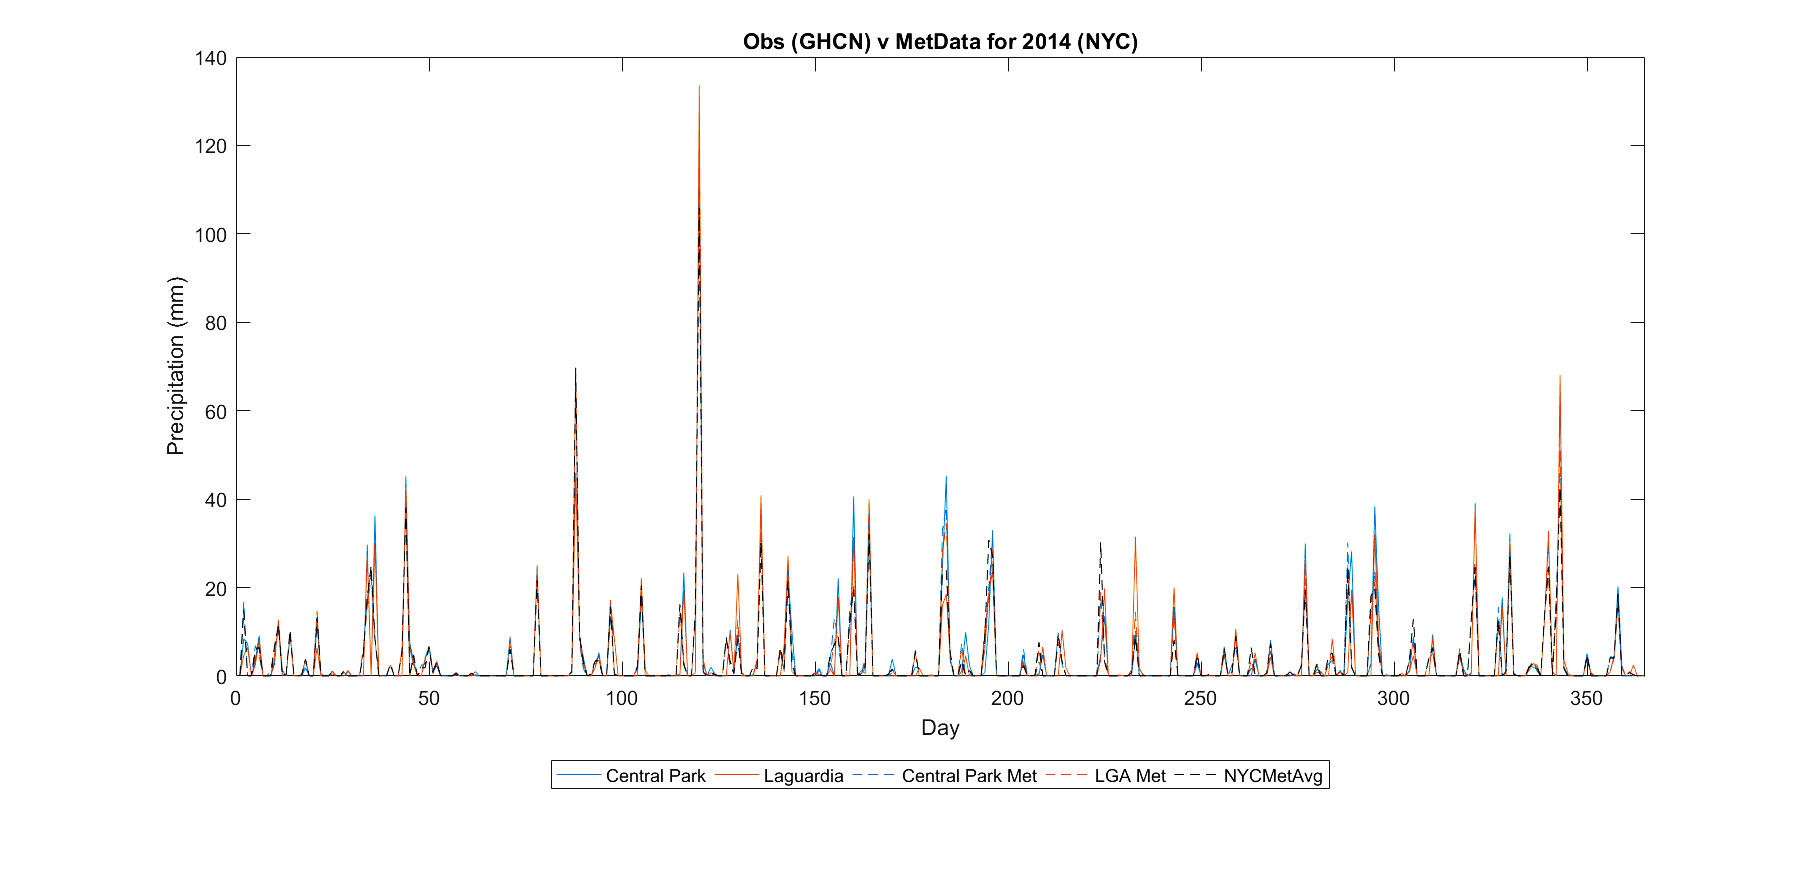 Obs (GHCN) v MetData for 2014 (NYC)
140
120
100
80
60
40
20
0
Precipitation (mm)
0 50 100 150 200 250 300 350
Day
Central Park Laguardia Central Park Met LGA Met NYCMetAvg